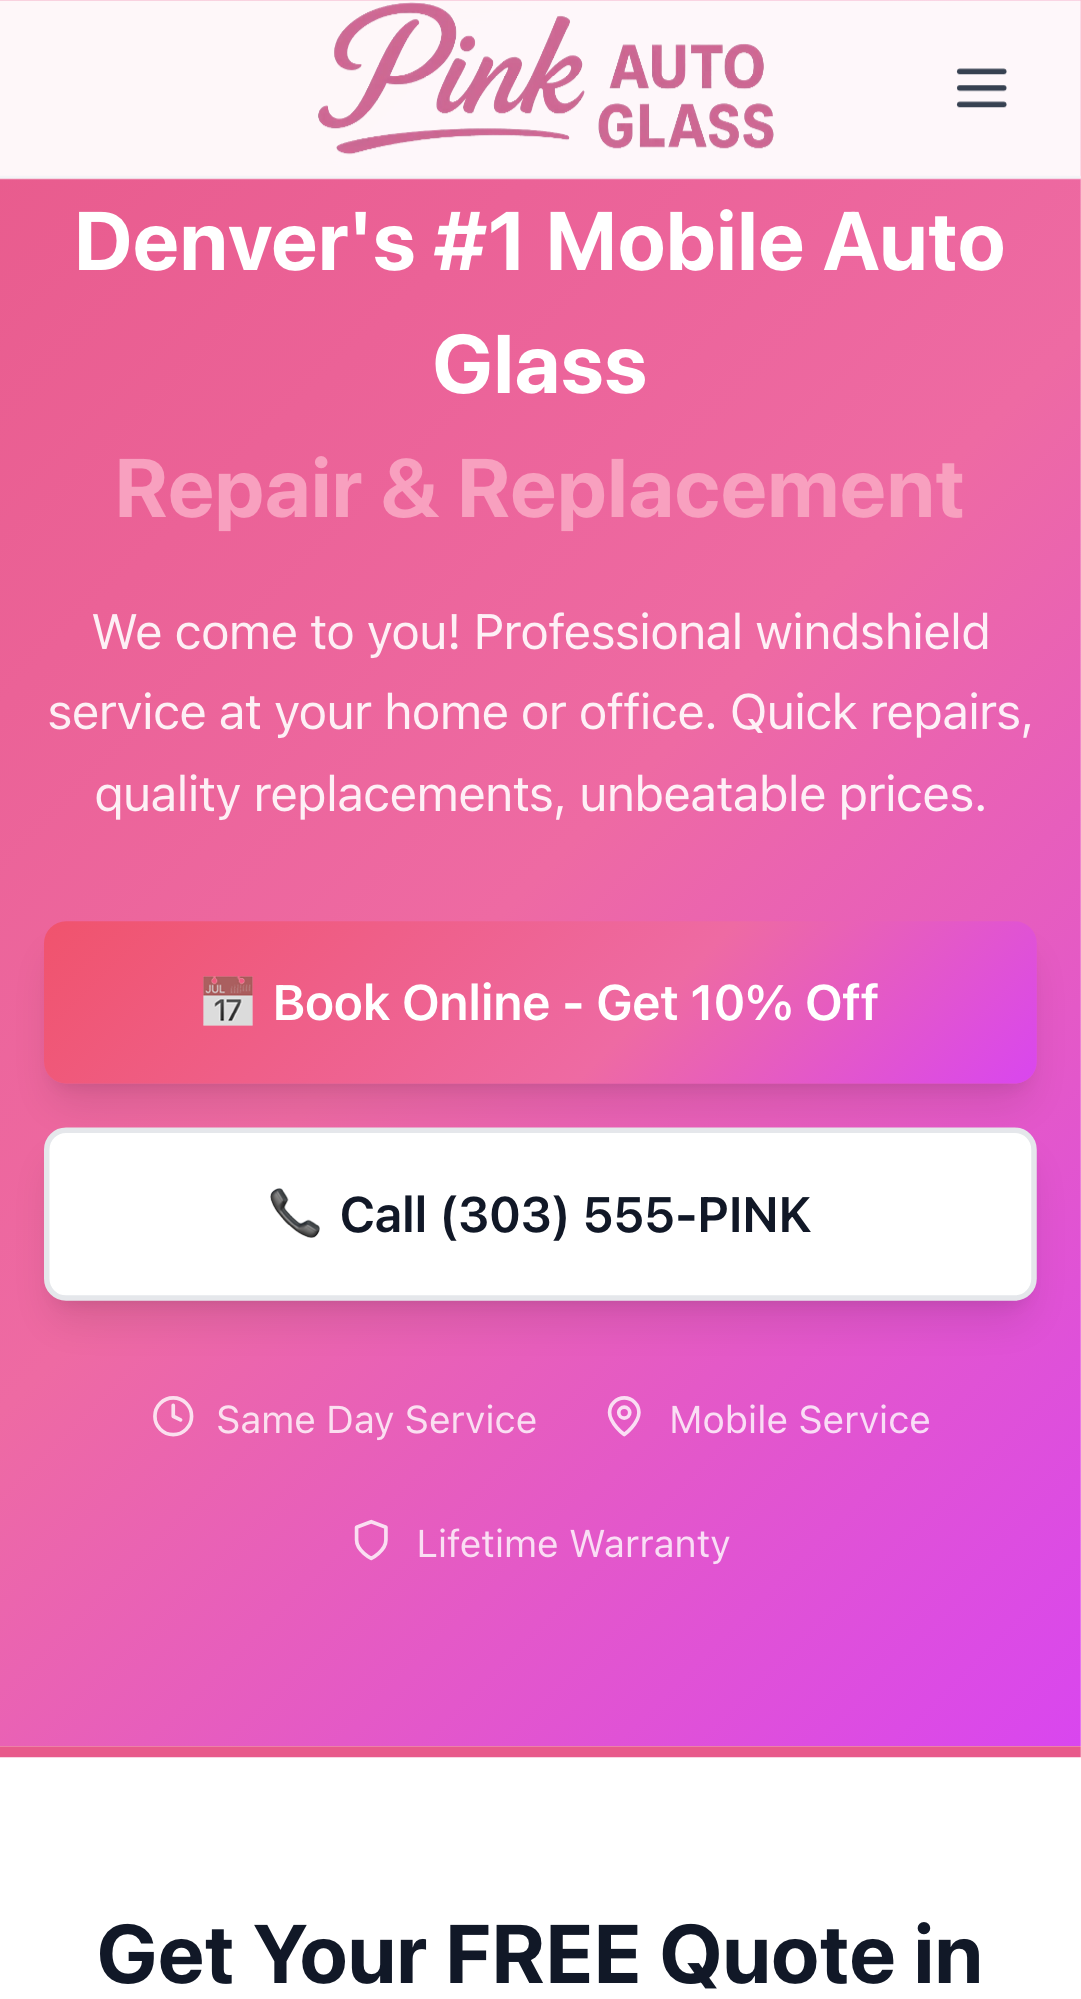 Pink AUTO
GLASS
Denver's #1 Mobile Auto
Glass
Repair & Replacement
We come to you! Professional windshield
service at your home or office. Quick repairs,
quality replacements, unbeatable prices.
📅 Book Online - Get 10% Off
📞 Call (303) 555-PINK
Same Day Service
Mobile Service
Lifetime Warranty
Get Your FREE Quote in